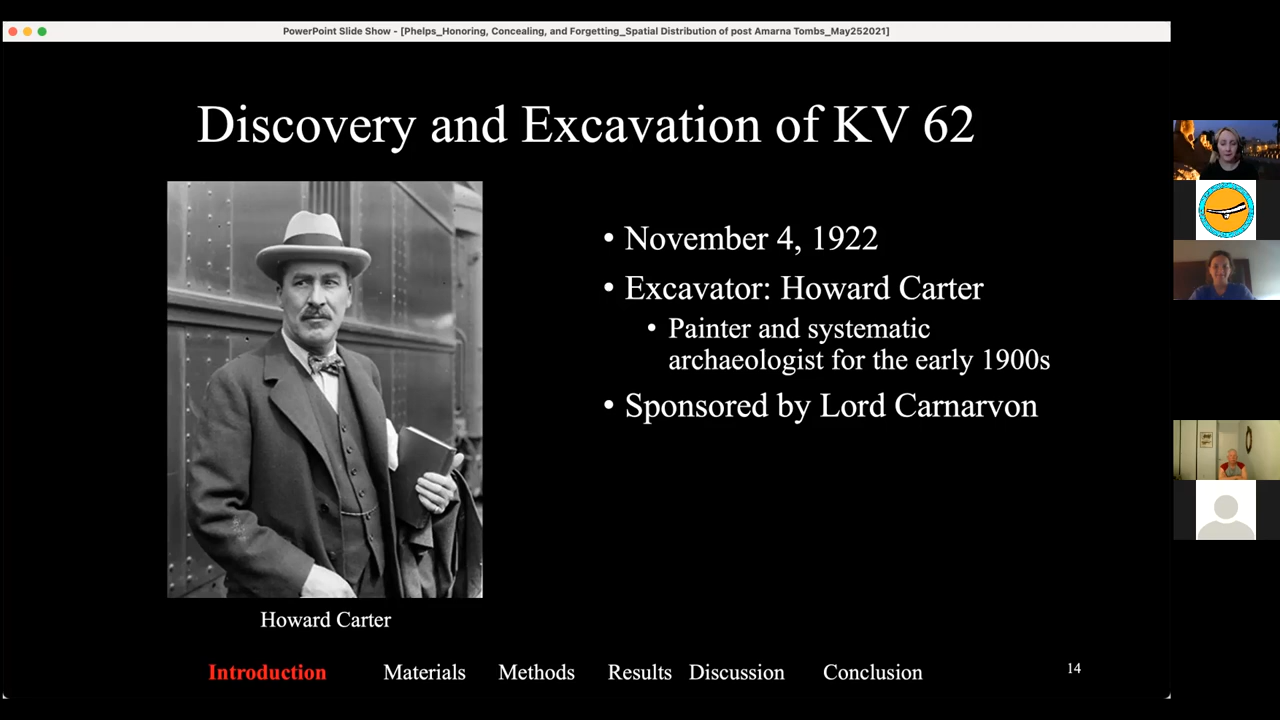 PowerPoint Slide Show - [Phelps_Honoring, Concealing, and Forgetting_Spatial Distribution of post Amarna Tombs_May252021]
Discovery and Excavation of KV 62
• November 4, 1922
• Excavator: Howard Carter
• Painter and systematic
archaeologist for the early 1900s
• Sponsored by Lord Carnarvon
Howard Carter
Introduction Materials Methods Results Discussion Conclusion 14